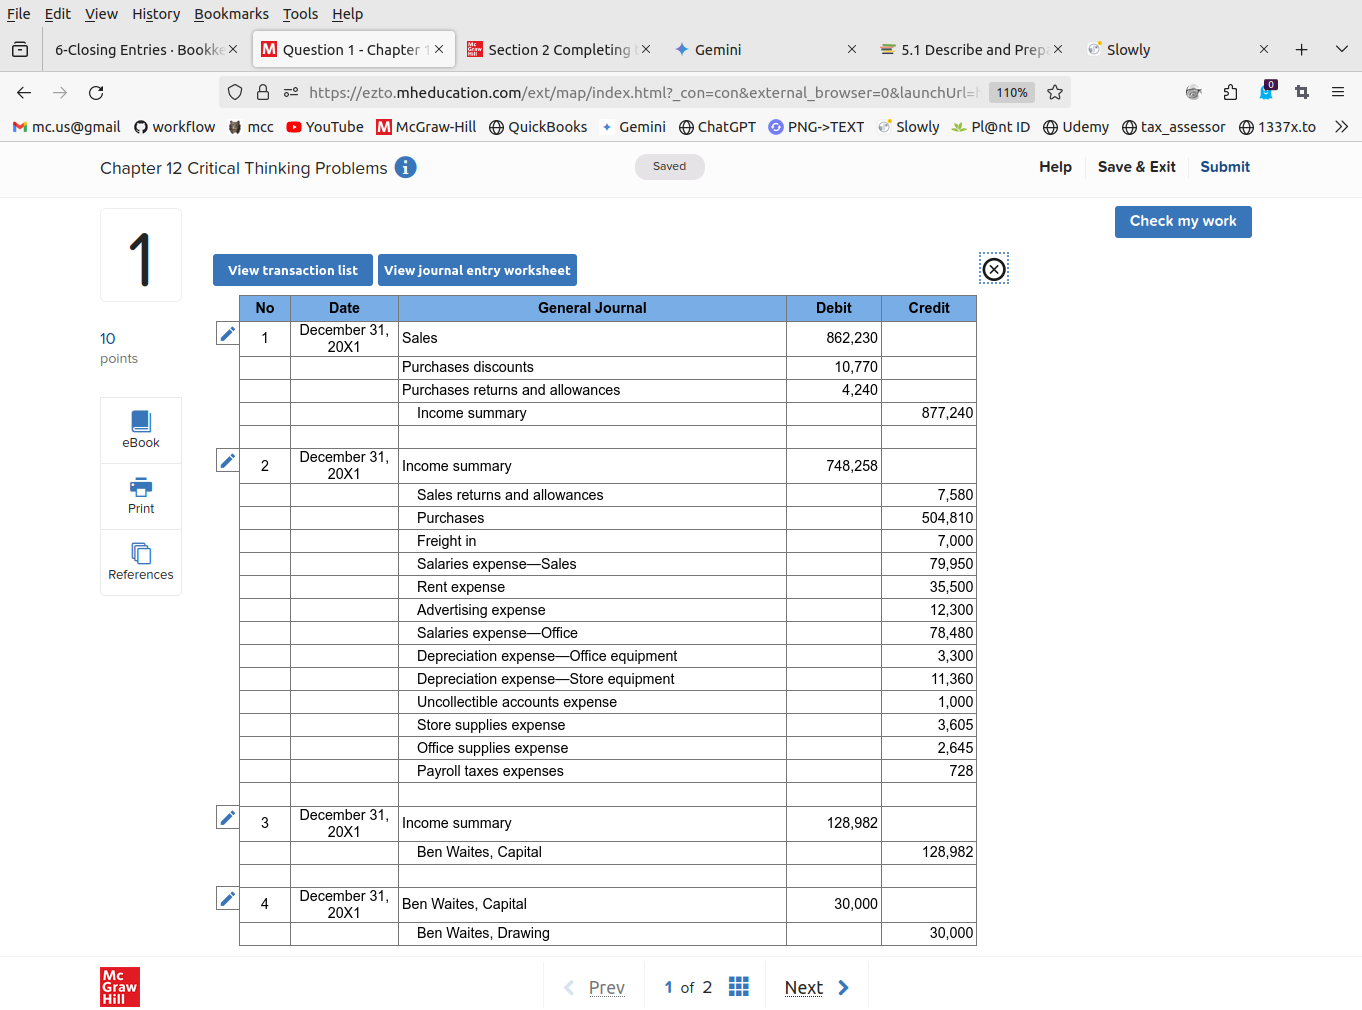 File Edit View History Bookmarks Tools Help
6-Closing Entries · Bookke
Question 1 - Chapter 1
Section 2 Completing
Gemini
5.1 Describe and Prepa
Slowly
https://ezto.mheducation.com/ext/map/index.html?_con=con&external_browser=0&launchUrl=h 110% 0
mc.us@gmail workflow mcc YouTube McGraw-Hill QuickBooks Gemini ChatGPT PNG->TEXT Slowly Pl@nt ID Udemy tax_assessor 1337x.to
Chapter 12 Critical Thinking Problems i Saved Help Save & Exit Submit
Check my work
1
10
points
eBook
Print
References
View transaction list View journal entry worksheet
No Date General Journal Debit Credit
1 December 31, 20X1 Sales 862,230
Purchases discounts 10,770
Purchases returns and allowances 4,240
Income summary 877,240
2 December 31, 20X1 Income summary 748,258
Sales returns and allowances 7,580
Purchases 504,810
Freight in 7,000
Salaries expense—Sales 79,950
Rent expense 35,500
Advertising expense 12,300
Salaries expense—Office 78,480
Depreciation expense—Office equipment 3,300
Depreciation expense—Store equipment 11,360
Uncollectible accounts expense 1,000
Store supplies expense 3,605
Office supplies expense 2,645
Payroll taxes expenses 728
3 December 31, 20X1 Income summary 128,982
Ben Waites, Capital 128,982
4 December 31, 20X1 Ben Waites, Capital 30,000
Ben Waites, Drawing 30,000
Mc
Graw
Hill
Prev 1 of 2 Next